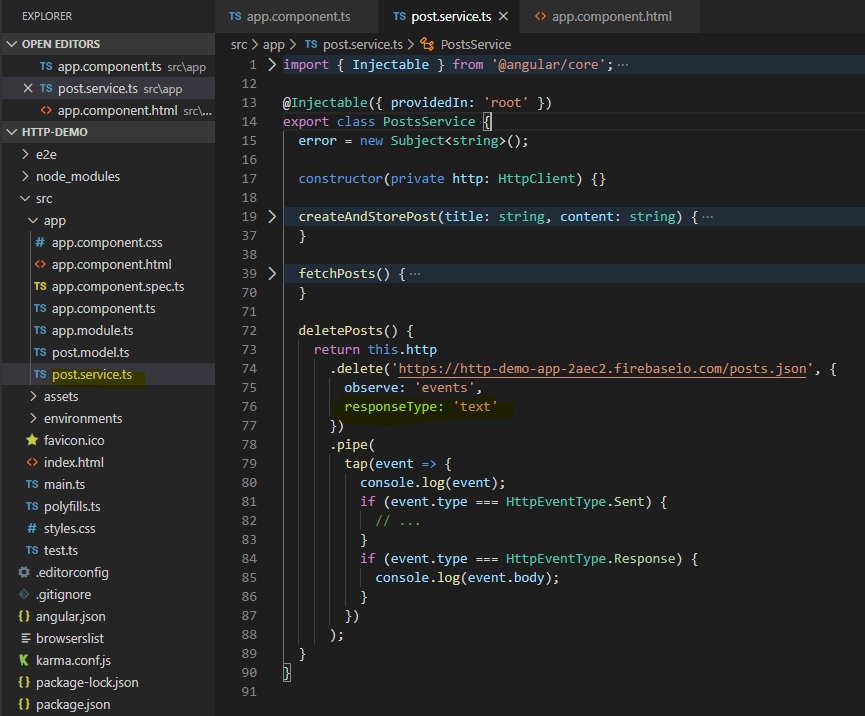 EXPLORER
OPEN EDITORS
TS app.component.ts src\app
TS post.service.ts src\app
<> app.component.html src\...
HTTP-DEMO
e2e
node_modules
src
app
# app.component.css
<> app.component.html
TS app.component.spec.ts
TS app.component.ts
TS app.module.ts
TS post.model.ts
TS post.service.ts
assets
environments
favicon.ico
<> index.html
TS main.ts
TS polyfills.ts
# styles.css
TS test.ts
.editorconfig
.gitignore
{} angular.json
browserslist
karma.conf.js
{} package-lock.json
{} package.json
TS app.component.ts
TS post.service.ts
<> app.component.html
src > app > TS post.service.ts > PostsService
1 import { Injectable } from '@angular/core'; ...
12
13 @Injectable({ providedIn: 'root' })
14 export class PostsService {
15 error = new Subject<string>();
16
17 constructor(private http: HttpClient) {}
18
19 createAndStorePost(title: string, content: string) { ...
37 }
38
39 fetchPosts() { ...
70 }
71
72 deletePosts() {
73 return this.http
74 .delete('https://http-demo-app-2aec2.firebaseio.com/posts.json', {
75 observe: 'events',
76 responseType: 'text'
77 })
78 .pipe(
79 tap(event => {
80 console.log(event);
81 if (event.type === HttpEventType.Sent) {
82 // ...
83 }
84 if (event.type === HttpEventType.Response) {
85 console.log(event.body);
86 }
87 })
88 );
89 }
90 }
91